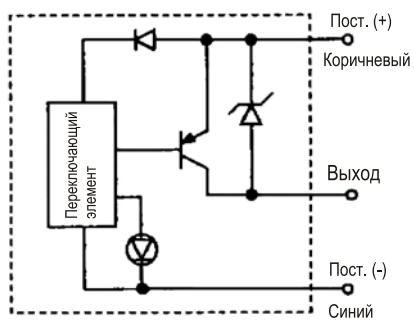 Пост. (+)
Коричневый
Переключающий
элемент
Выход
Пост. (-)
Синий